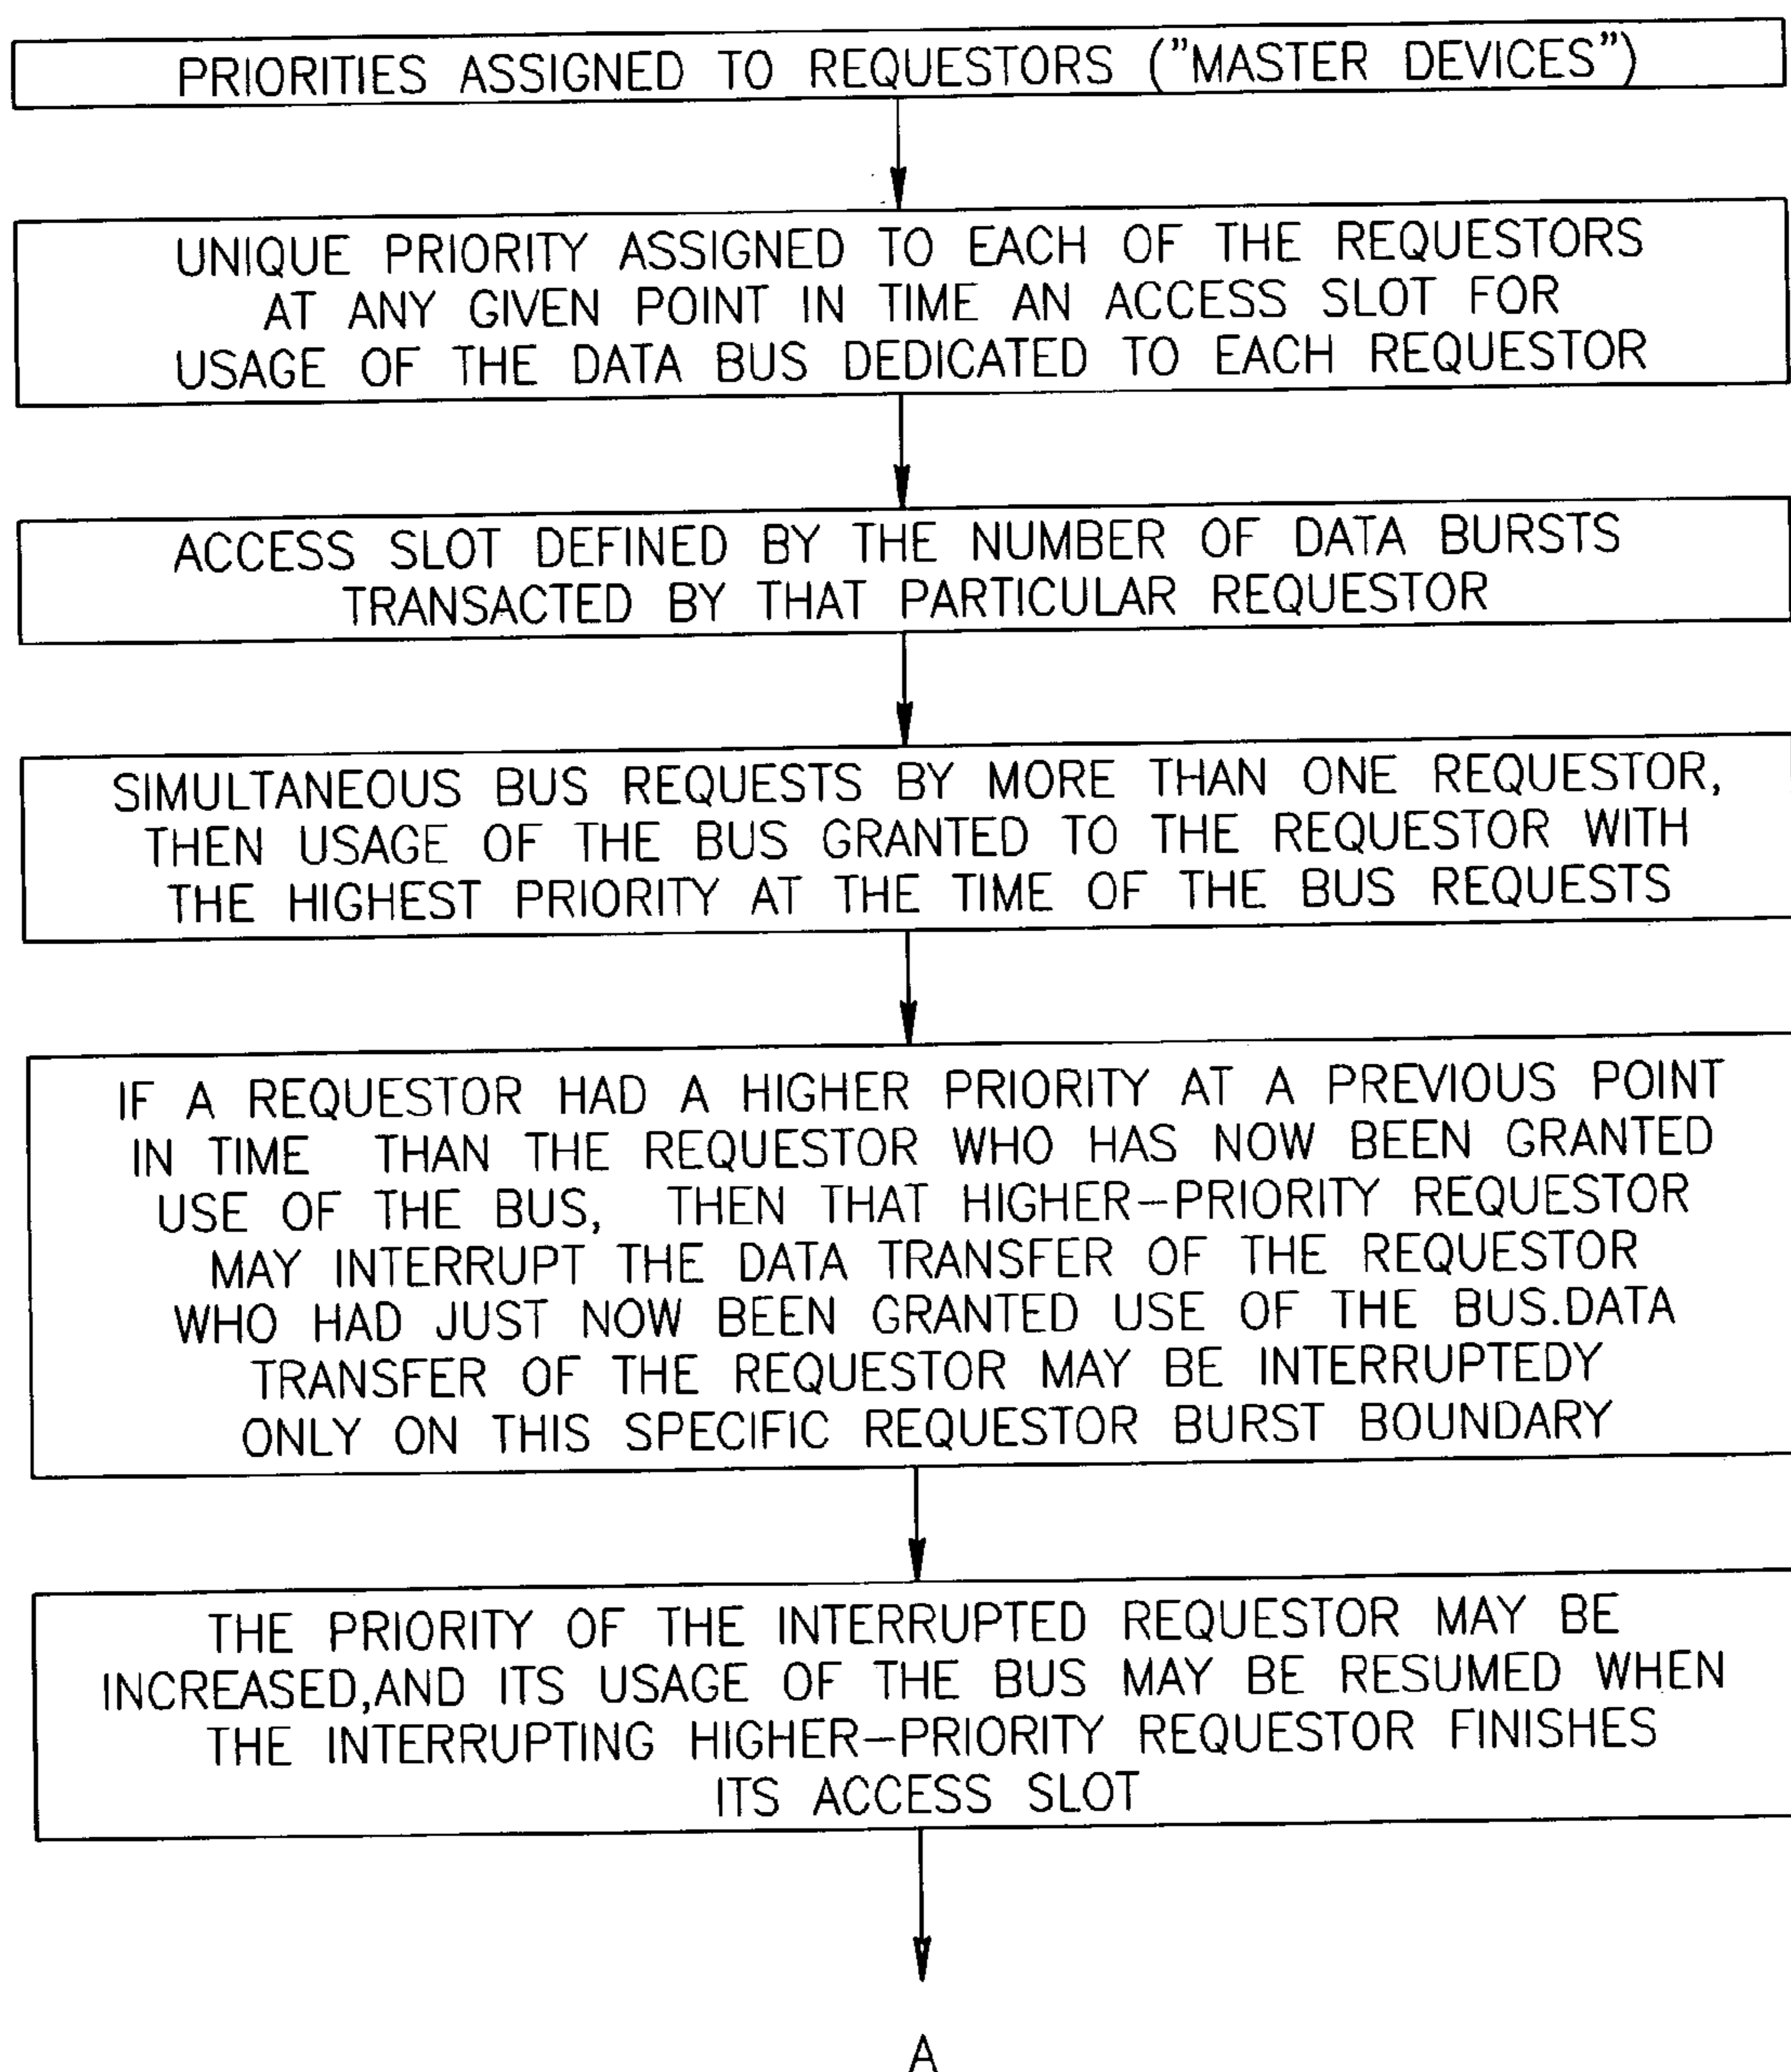 PRIORITIES ASSIGNED TO REQUESTORS ("MASTER DEVICES")
UNIQUE PRIORITY ASSIGNED TO EACH OF THE REQUESTORS
AT ANY GIVEN POINT IN TIME AN ACCESS SLOT FOR
USAGE OF THE DATA BUS DEDICATED TO EACH REQUESTOR
ACCESS SLOT DEFINED BY THE NUMBER OF DATA BURSTS
TRANSACTED BY THAT PARTICULAR REQUESTOR
SIMULTANEOUS BUS REQUESTS BY MORE THAN ONE REQUESTOR,
THEN USAGE OF THE BUS GRANTED TO THE REQUESTOR WITH
THE HIGHEST PRIORITY AT THE TIME OF THE BUS REQUESTS
IF A REQUESTOR HAD A HIGHER PRIORITY AT A PREVIOUS POINT
IN TIME THAN THE REQUESTOR WHO HAS NOW BEEN GRANTED
USE OF THE BUS, THEN THAT HIGHER-PRIORITY REQUESTOR
MAY INTERRUPT THE DATA TRANSFER OF THE REQUESTOR
WHO HAD JUST NOW BEEN GRANTED USE OF THE BUS.DATA
TRANSFER OF THE REQUESTOR MAY BE INTERRUPTEDY
ONLY ON THIS SPECIFIC REQUESTOR BURST BOUNDARY
THE PRIORITY OF THE INTERRUPTED REQUESTOR MAY BE
INCREASED,AND ITS USAGE OF THE BUS MAY BE RESUMED WHEN
THE INTERRUPTING HIGHER-PRIORITY REQUESTOR FINISHES
ITS ACCESS SLOT
A